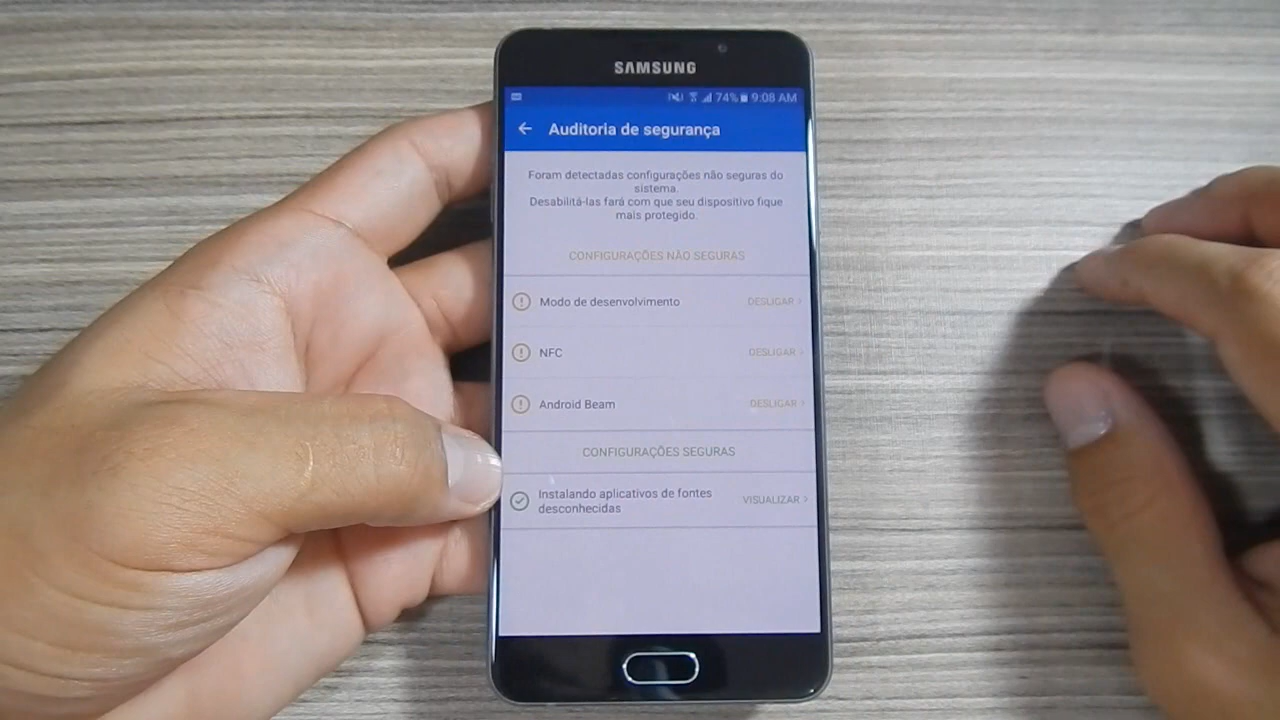 SAMSUNG
74% 9:08 AM
Auditoria de segurança
Foram detectadas configurações não seguras do
sistema.
Desabilitá-las fará com que seu dispositivo fique
mais protegido.
CONFIGURAÇÕES NÃO SEGURAS
Modo de desenvolvimento DESLIGAR
NFC DESLIGAR
Android Beam DESLIGAR
CONFIGURAÇÕES SEGURAS
Instalando aplicativos de fontes VISUALIZAR
desconhecidas